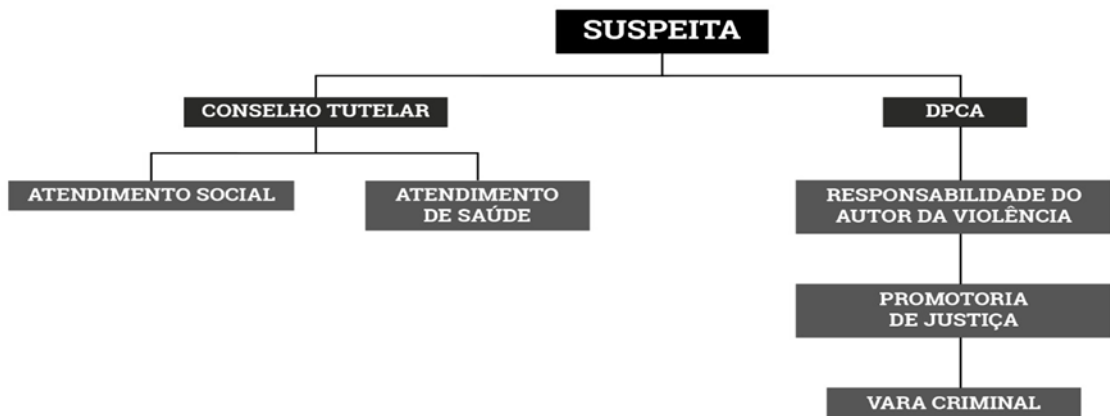 SUSPEITA
CONSELHO TUTELAR
DPCA
ATENDIMENTO SOCIAL
ATENDIMENTO
DE SAÚDE
RESPONSABILIDADE DO
AUTOR DA VIOLÊNCIA
PROMOTORIA
DE JUSTIÇA
VARA CRIMINAL